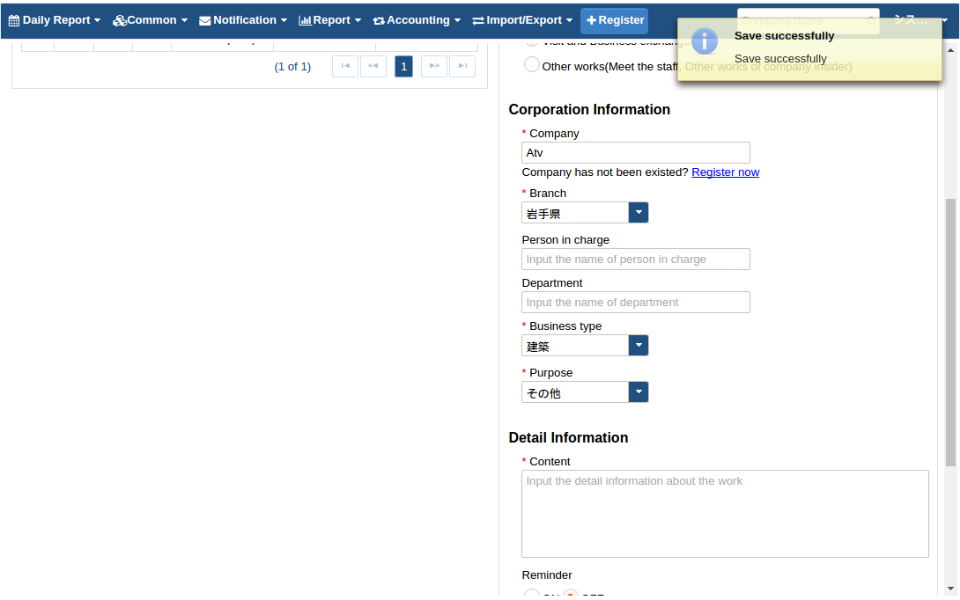 Daily Report Common Notification Report Accounting Import/Export Register Company name シス...
Save successfully
Save successfully
Visit and Business exchange
(1 of 1) 1
Other works(Meet the staff, Other works of company insider)
Corporation Information
* Company
Atv
Company has not been existed? Register now
* Branch
岩手県
Person in charge
Input the name of person in charge
Department
Input the name of department
* Business type
建築
* Purpose
その他
Detail Information
* Content
Input the detail information about the work
Reminder
ON OFF